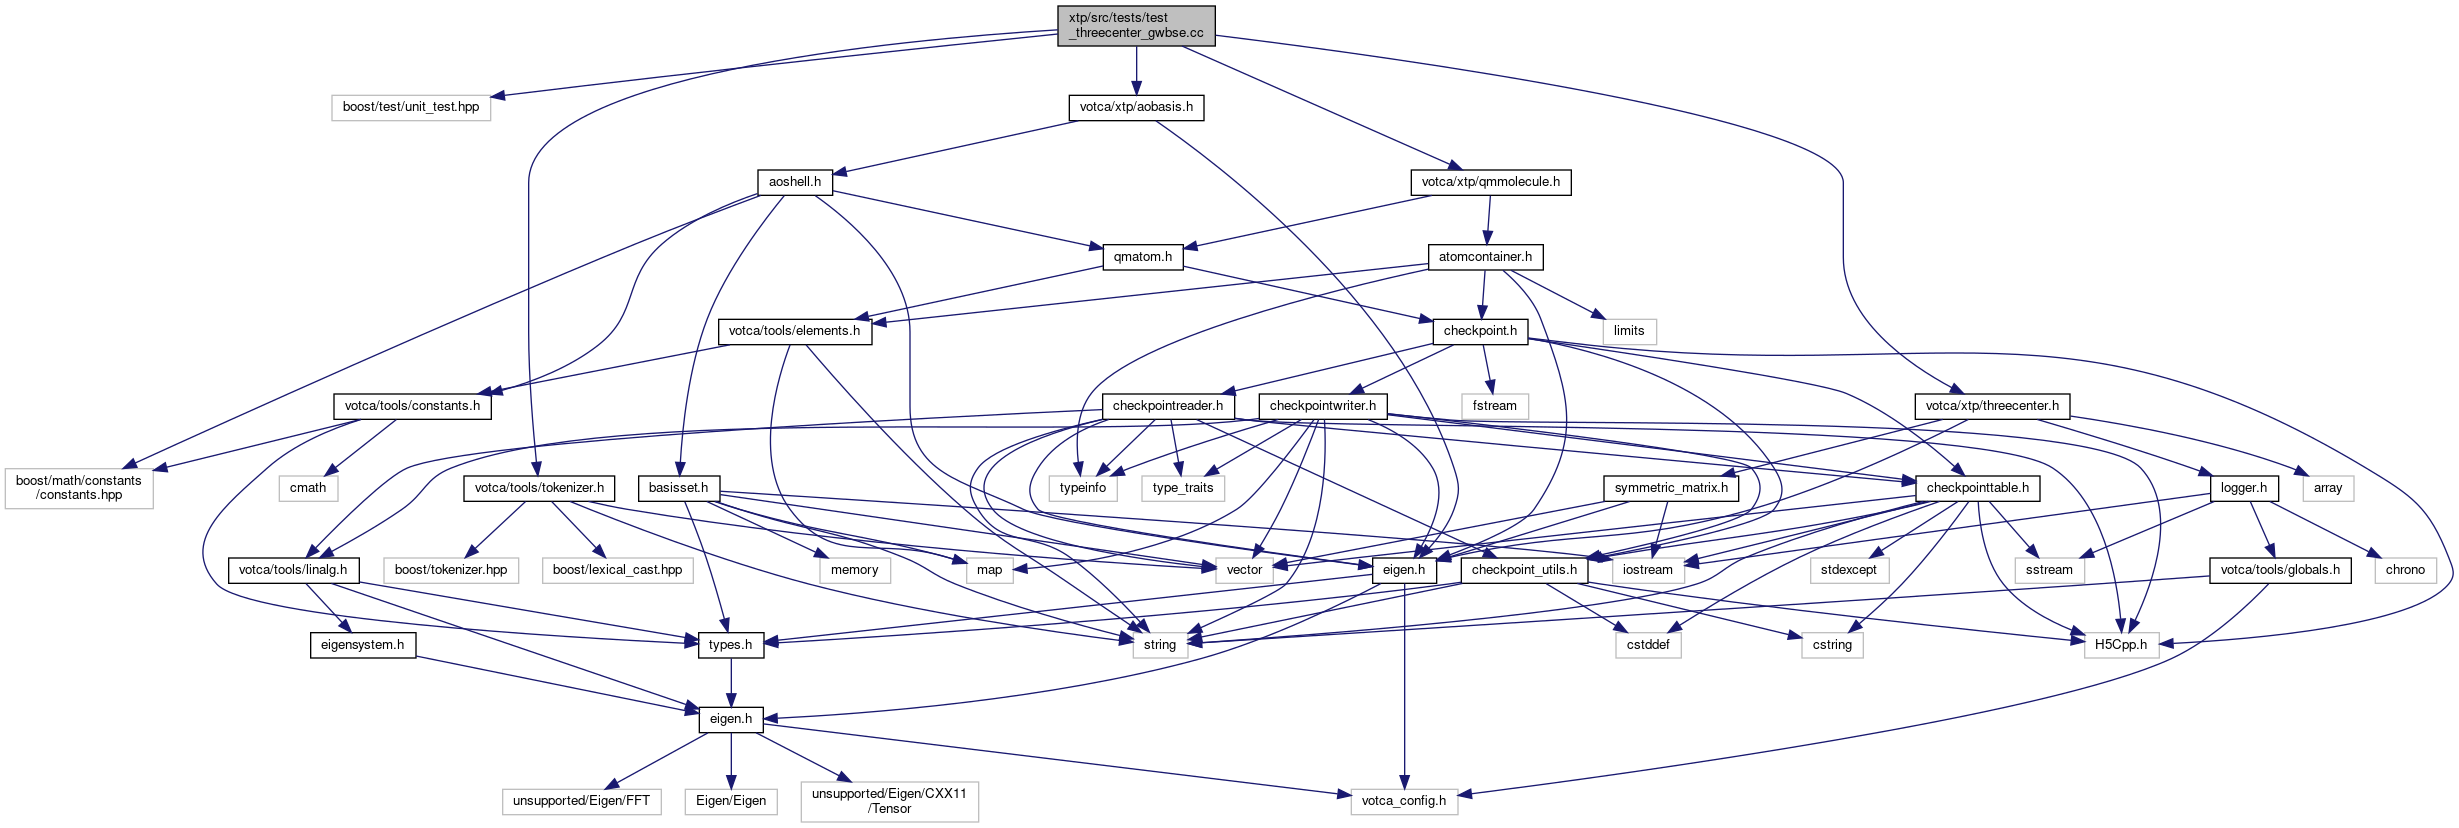 xtp/src/tests/test
_threecenter_gwbse.cc
boost/test/unit_test.hpp
votca/xtp/aobasis.h
aoshell.h
votca/xtp/qmmolecule.h
qmatom.h
atomcontainer.h
votca/tools/elements.h
checkpoint.h
limits
votca/tools/constants.h
checkpointreader.h
checkpointwriter.h
fstream
votca/xtp/threecenter.h
boost/math/constants
/constants.hpp
cmath
votca/tools/tokenizer.h
basisset.h
typeinfo
type_traits
symmetric_matrix.h
checkpointtable.h
logger.h
array
votca/tools/linalg.h
boost/tokenizer.hpp
boost/lexical_cast.hpp
memory
map
vector
eigen.h
checkpoint_utils.h
iostream
stdexcept
sstream
votca/tools/globals.h
chrono
eigensystem.h
types.h
string
cstddef
cstring
H5Cpp.h
eigen.h
unsupported/Eigen/FFT
Eigen/Eigen
unsupported/Eigen/CXX11
/Tensor
votca_config.h